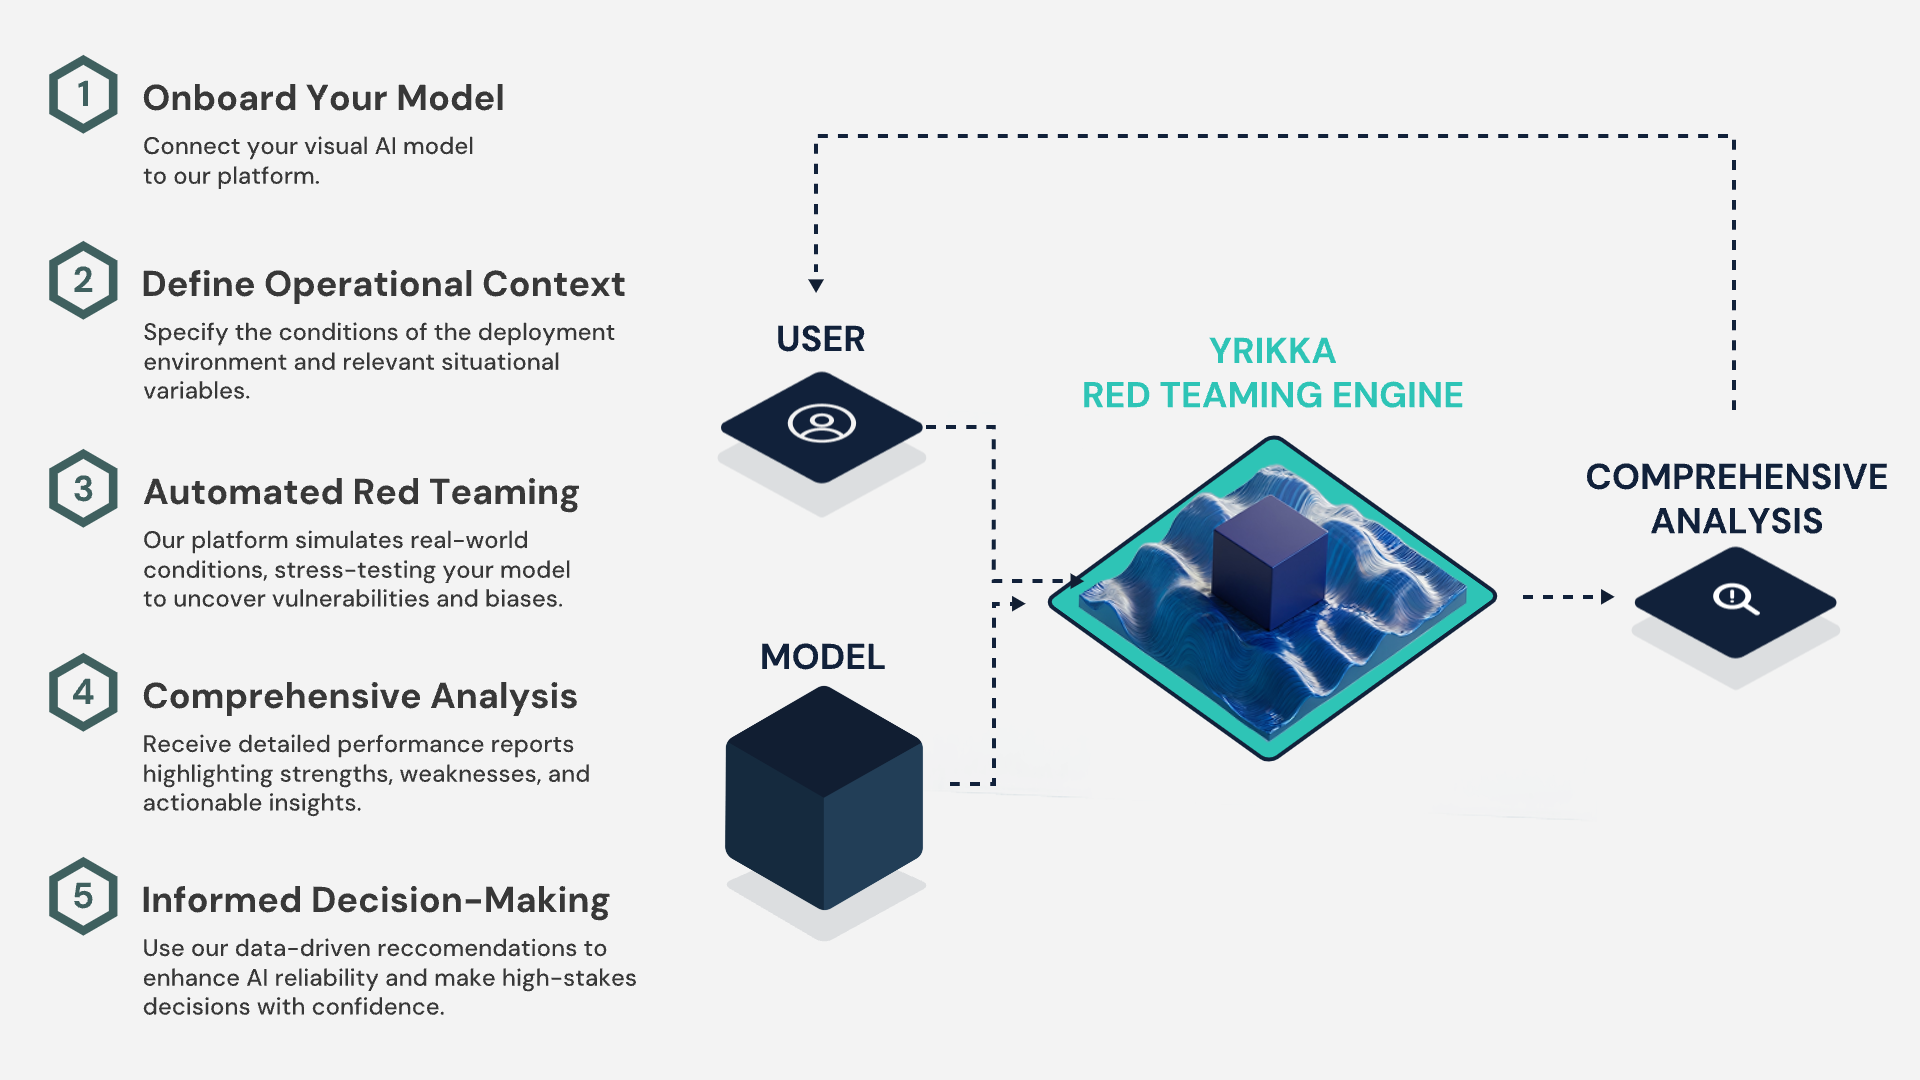 1
Onboard Your Model
Connect your visual AI model
to our platform.
2
Define Operational Context
Specify the conditions of the deployment
environment and relevant situational
variables.
3
Automated Red Teaming
Our platform simulates real-world
conditions, stress-testing your model
to uncover vulnerabilities and biases.
4
Comprehensive Analysis
Receive detailed performance reports
highlighting strengths, weaknesses, and
actionable insights.
5
Informed Decision-Making
Use our data-driven reccomendations to
enhance AI reliability and make high-stakes
decisions with confidence.
USER
MODEL
YRIKKA
RED TEAMING ENGINE
COMPREHENSIVE
ANALYSIS